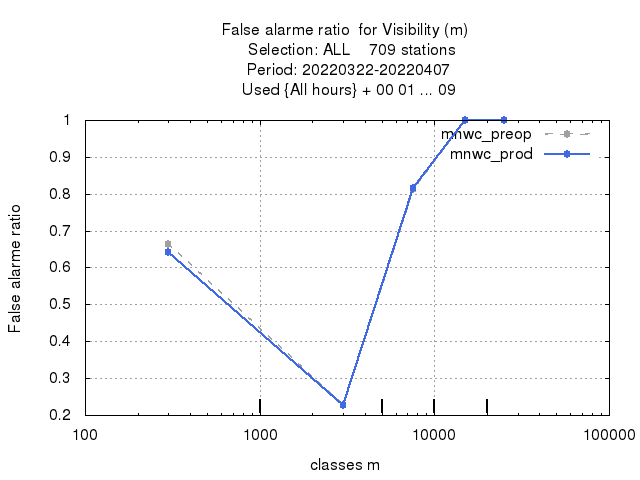 False alarme ratio  for Visibility (m)
Selection: ALL    709 stations
Period: 20220322-20220407
Used {All hours} + 00 01 ... 09
mnwc_preop
mnwc_prod
1
0.9
0.8
0.7
0.6
0.5
0.4
0.3
0.2
False alarme ratio
100
1000
10000
100000
classes m